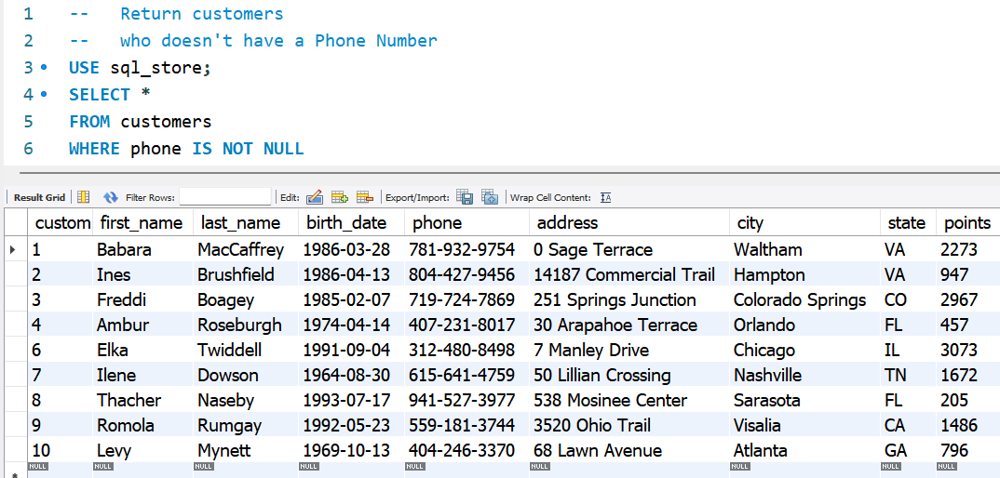 1 -- Return customers
2 -- who doesn't have a Phone Number
3 USE sql_store;
4 SELECT *
5 FROM customers
6 WHERE phone IS NOT NULL
Result Grid Filter Rows: Edit: Export/Import: Wrap Cell Content: IA
custom first_name last_name birth_date phone address city state points
1 Babara MacCaffrey 1986-03-28 781-932-9754 0 Sage Terrace Waltham VA 2273
2 Ines Brushfield 1986-04-13 804-427-9456 14187 Commercial Trail Hampton VA 947
3 Freddi Boagey 1985-02-07 719-724-7869 251 Springs Junction Colorado Springs CO 2967
4 Ambur Roseburgh 1974-04-14 407-231-8017 30 Arapahoe Terrace Orlando FL 457
6 Elka Twiddell 1991-09-04 312-480-8498 7 Manley Drive Chicago IL 3073
7 Ilene Dowson 1964-08-30 615-641-4759 50 Lillian Crossing Nashville TN 1672
8 Thacher Naseby 1993-07-17 941-527-3977 538 Mosinee Center Sarasota FL 205
9 Romola Rumgay 1992-05-23 559-181-3744 3520 Ohio Trail Visalia CA 1486
10 Levy Mynett 1969-10-13 404-246-3370 68 Lawn Avenue Atlanta GA 796
NULL NULL NULL NULL NULL NULL NULL NULL NULL